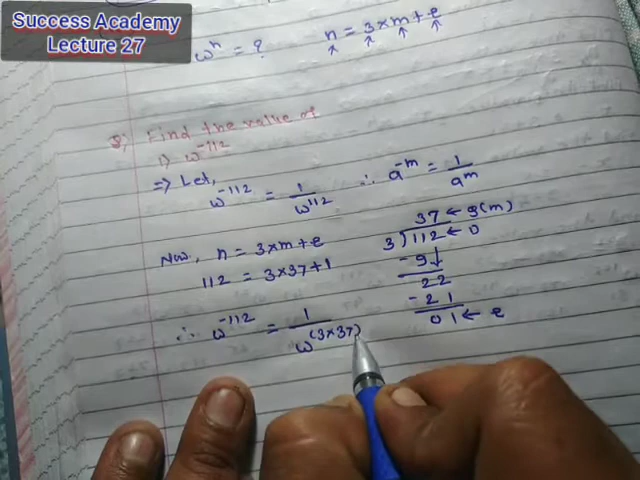 Success Academy
Lecture 27
ω^n = ? n = 3×m+e
Q; Find the value of
1) ω^-112
=> Let,
ω^-112 = 1/ω^112 ∴ a^-m = 1/a^m
Now, n = 3×m+e
112 = 3×37+1
37 ← q(m)
3)112 ← D
-9↓
22
-21
01 ← e
∴ ω^-112 = 1/ω^(3×37)